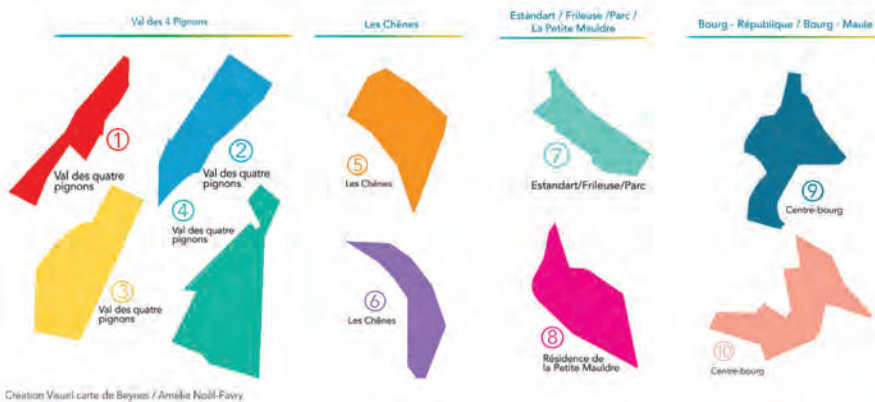 Val des 4 Pignons
Les Chênes
Estandart / Frileuse /Parc /
La Petite Mauldre
Bourg - République / Bourg - Maule
1
Val des quatre
pignons
2
Val des quatre
pignons
3
Val des quatre
pignons
4
Val des quatre
pignons
5
Les Chênes
6
Les Chênes
7
Estandart/Frileuse/Parc
8
Résidence de
la Petite Mauldre
9
Centre-bourg
10
Centre-bourg
Création Visuel carte de Beynes / Amélie Noël-Favry